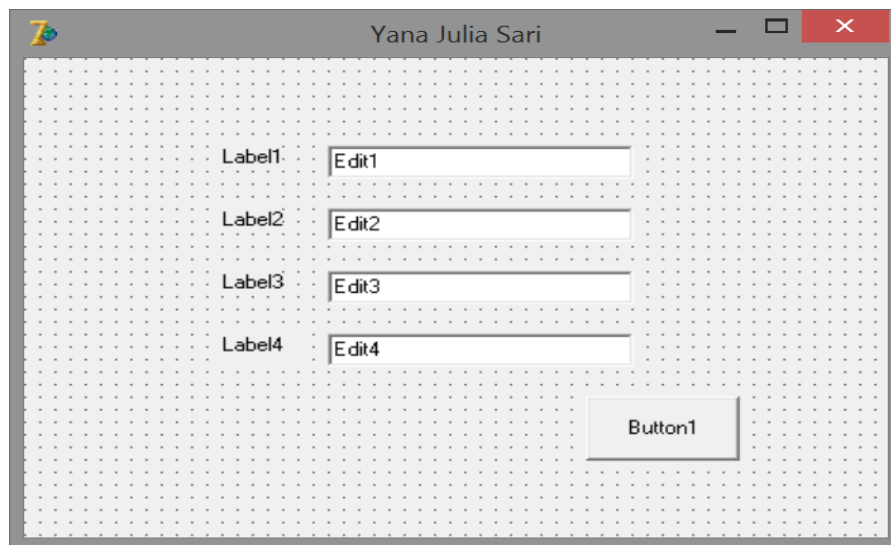 Yana Julia Sari
Label1 Edit1
Label2 Edit2
Label3 Edit3
Label4 Edit4
Button1